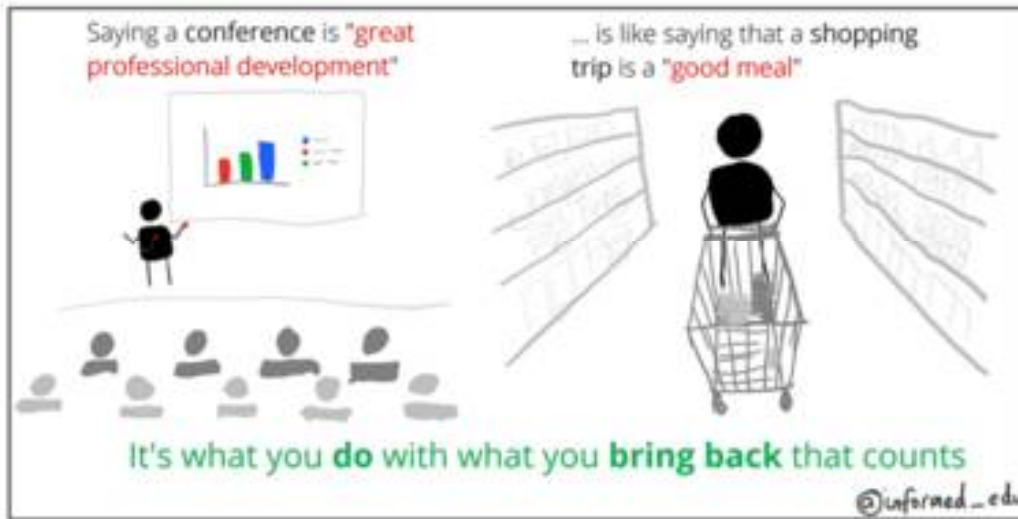 Saying a conference is "great
professional development"
... is like saying that a shopping
trip is a "good meal"
It's what you do with what you bring back that counts
@informed_edu